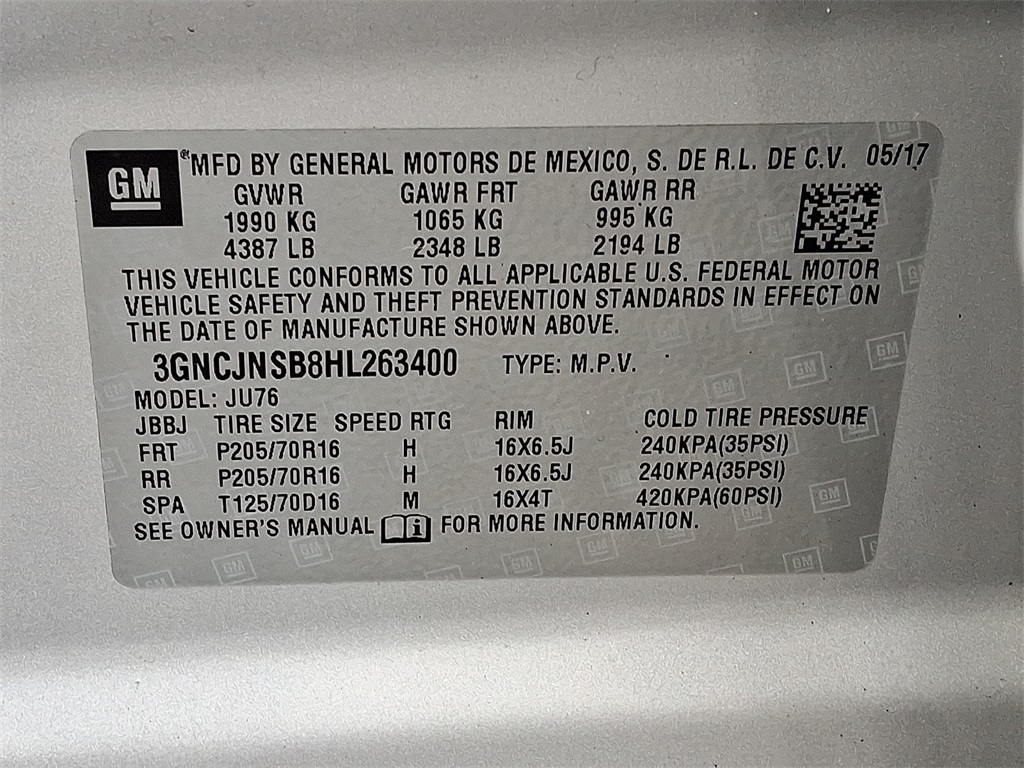 GM ®MFD BY GENERAL MOTORS DE MEXICO, S. DE R.L. DE C.V. 05/17
GVWR GAWR FRT GAWR RR
1990 KG 1065 KG 995 KG
4387 LB 2348 LB 2194 LB
THIS VEHICLE CONFORMS TO ALL APPLICABLE U.S. FEDERAL MOTOR
VEHICLE SAFETY AND THEFT PREVENTION STANDARDS IN EFFECT ON
THE DATE OF MANUFACTURE SHOWN ABOVE.
3GNCJNSB8HL263400 TYPE: M.P.V.
MODEL: JU76
JBBJ TIRE SIZE SPEED RTG RIM COLD TIRE PRESSURE
FRT P205/70R16 H 16X6.5J 240KPA(35PSI)
RR P205/70R16 H 16X6.5J 240KPA(35PSI)
SPA T125/70D16 M 16X4T 420KPA(60PSI)
SEE OWNER'S MANUAL i FOR MORE INFORMATION.